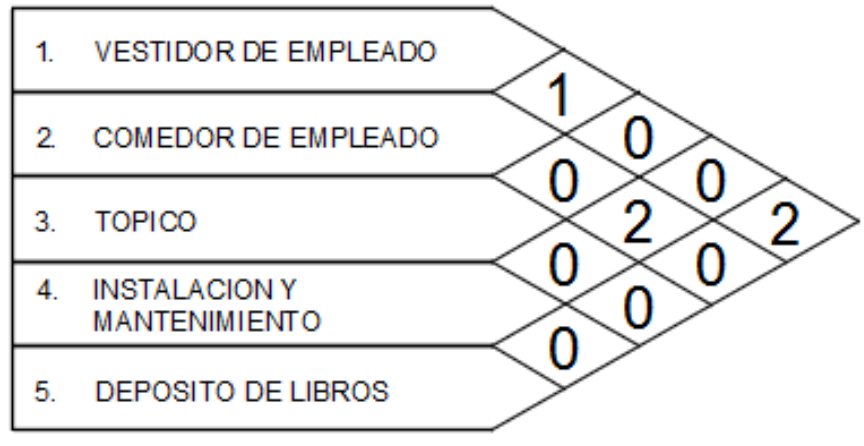 1. VESTIDOR DE EMPLEADO
1
2. COMEDOR DE EMPLEADO
0
0
0
3. TOPICO
2
2
0
0
4. INSTALACION Y
MANTENIMIENTO
0
0
5. DEPOSITO DE LIBROS